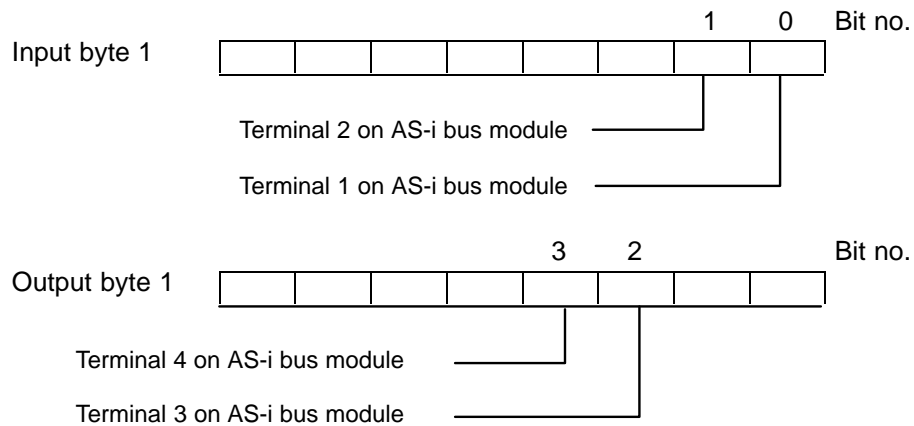 1 0 Bit no.
Input byte 1
Terminal 2 on AS-i bus module
Terminal 1 on AS-i bus module
3 2 Bit no.
Output byte 1
Terminal 4 on AS-i bus module
Terminal 3 on AS-i bus module